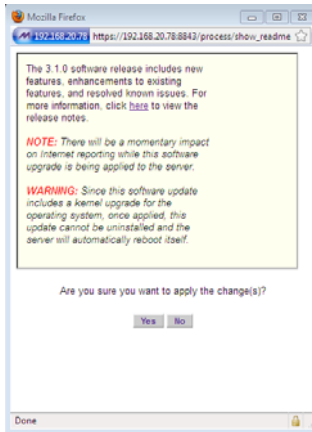 Mozilla Firefox
192.168.20.78 https://192.168.20.78:8843/process/show_readme
The 3.1.0 software release includes new
features, enhancements to existing
features, and resolved known issues. For
more information, click here to view the
release notes.
NOTE: There will be a momentary impact
on Internet reporting while this software
upgrade is being applied to the server.
WARNING: Since this software update
includes a kernel upgrade for the
operating system, once applied, this
update cannot be uninstalled and the
server will automatically reboot itself.
Are you sure you want to apply the change(s)?
Yes No
Done